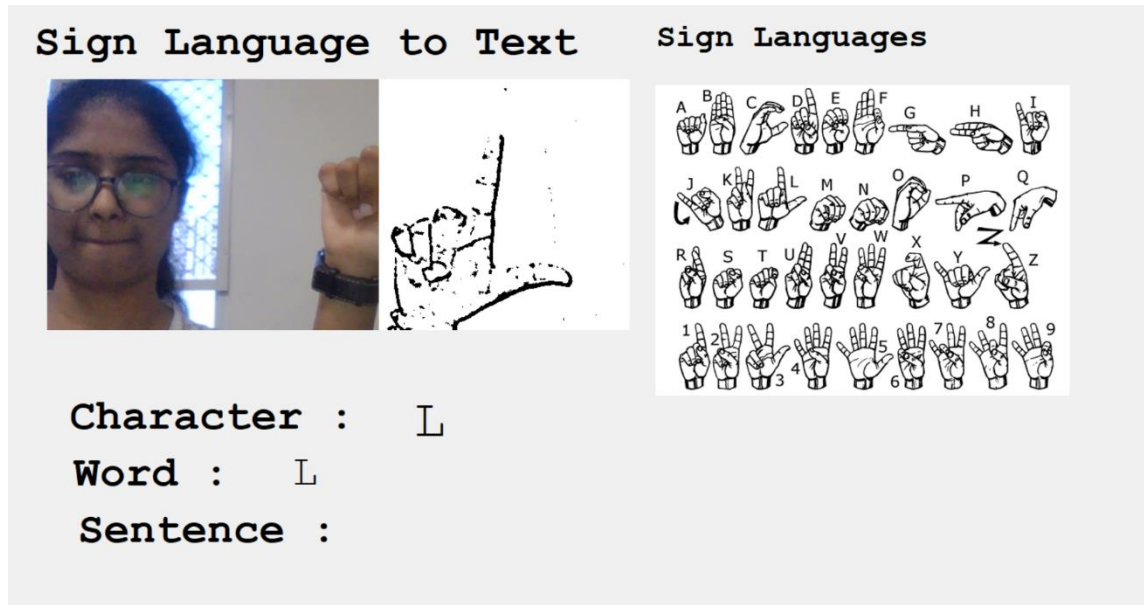 Sign Language to Text
Sign Languages
A B C D E F G H I
J K L M N O P Q
R S T U V W X Y Z
1 2 3 4 5 6 7 8 9
Character : L
Word : L
Sentence :